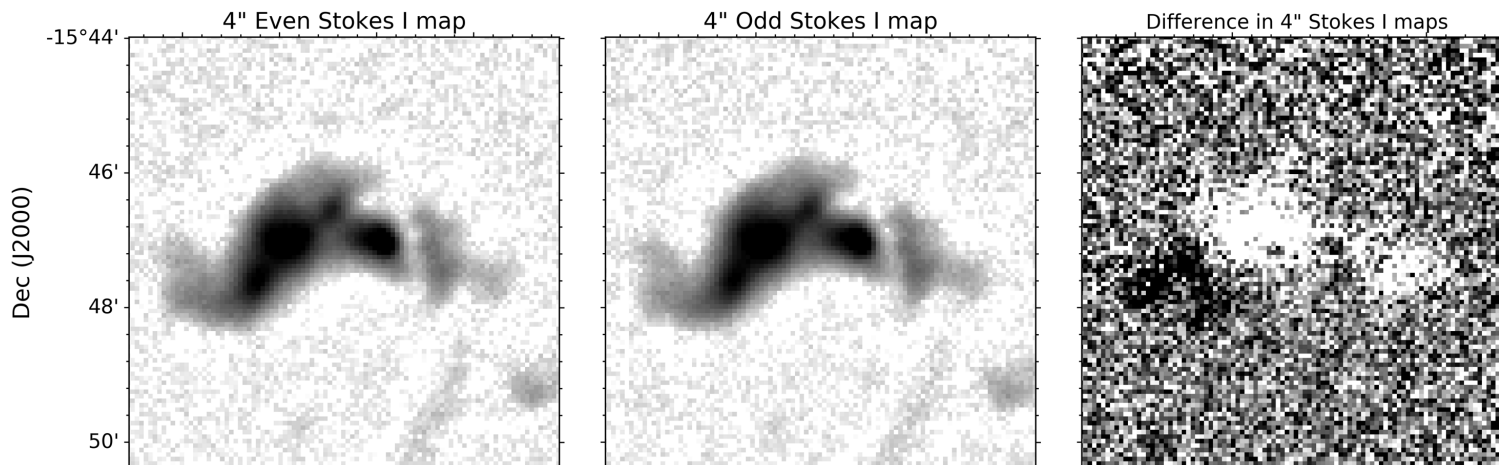 4" Even Stokes I map
4" Odd Stokes I map
Difference in 4" Stokes I maps
-15°44'
46'
48'
50'
Dec (J2000)